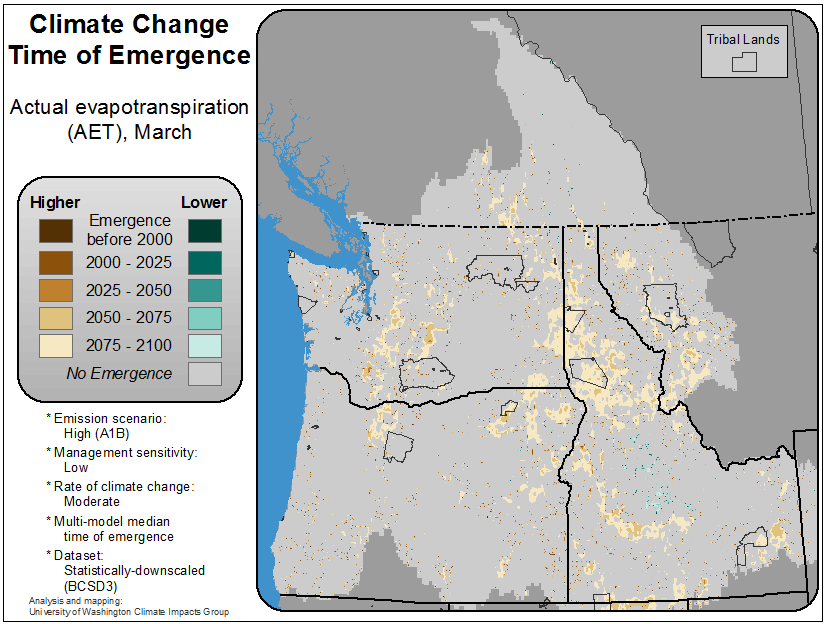 Climate Change
Time of Emergence
Actual evapotranspiration
(AET), March
Higher
Lower
Emergence
before 2000
2000 - 2025
2025 - 2050
2050 - 2075
2075 - 2100
No Emergence
* Emission scenario:
High (A1B)
* Management sensitivity:
Low
* Rate of climate change:
Moderate
* Multi-model median
time of emergence
* Dataset:
Statistically-downscaled
(BCSD3)
Analysis and mapping:
University of Washington Climate Impacts Group
Tribal Lands